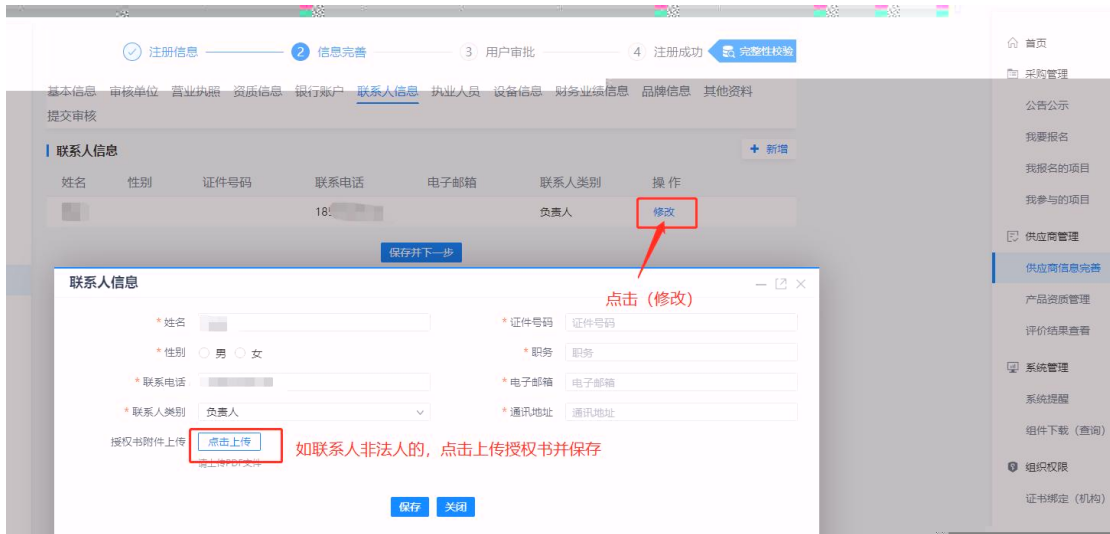 注册信息 2 信息完善 3 用户审批 4 注册成功 完整性校验
基本信息 审核单位 营业执照 资质信息 银行账户 联系人信息 执业人员 设备信息 财务业绩信息 品牌信息 其他资料
提交审核
联系人信息 + 新增
姓名 性别 证件号码 联系电话 电子邮箱 联系人类别 操作
负责人 修改
保存并下一步
联系人信息
点击（修改）
* 姓名 * 证件号码 证件号码
* 性别 男 女 * 职务 职务
* 联系电话 * 电子邮箱 电子邮箱
* 联系人类别 负责人 * 通讯地址 通讯地址
授权书附件上传 点击上传 如联系人非法人的，点击上传授权书并保存
请上传PDF文件
保存 关闭
首页
采购管理
公告公示
我要报名
我报名的项目
我参与的项目
供应商管理
供应商信息完善
产品资质管理
评价结果查看
系统管理
系统提醒
组件下载（查询）
组织权限
证书绑定（机构）